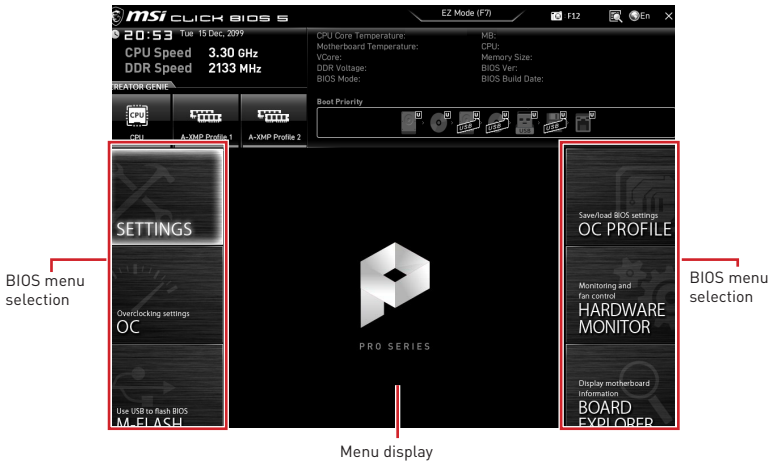 msi CLICK BIOS 5
EZ Mode (F7)
F12
En
20:53 Tue 15 Dec, 2099
CPU Speed 3.30 GHz
DDR Speed 2133 MHz
CREATOR GENIE
CPU
CPU
A-XMP Profile 1
A-XMP Profile 2
CPU Core Temperature:
Motherboard Temperature:
VCore:
DDR Voltage:
BIOS Mode:
MB:
CPU:
Memory Size:
BIOS Ver:
BIOS Build Date:
Boot Priority
U U U U U U U
USB USB USB USB
SETTINGS
Overclocking settings
OC
Use USB to flash BIOS
M-FLASH
BIOS menu
selection
PRO SERIES
Save/load BIOS settings
OC PROFILE
Monitoring and
fan control
HARDWARE
MONITOR
Display motherboard
information
BOARD
EXPLORER
BIOS menu
selection
Menu display